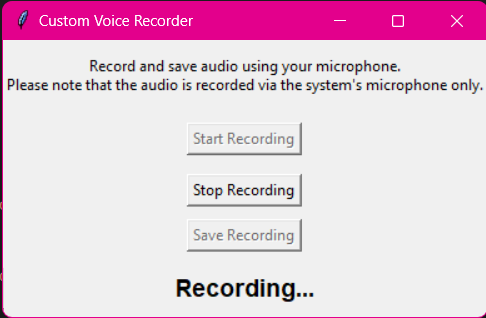 Custom Voice Recorder
Record and save audio using your microphone.
Please note that the audio is recorded via the system's microphone only.
Start Recording
Stop Recording
Save Recording
Recording...